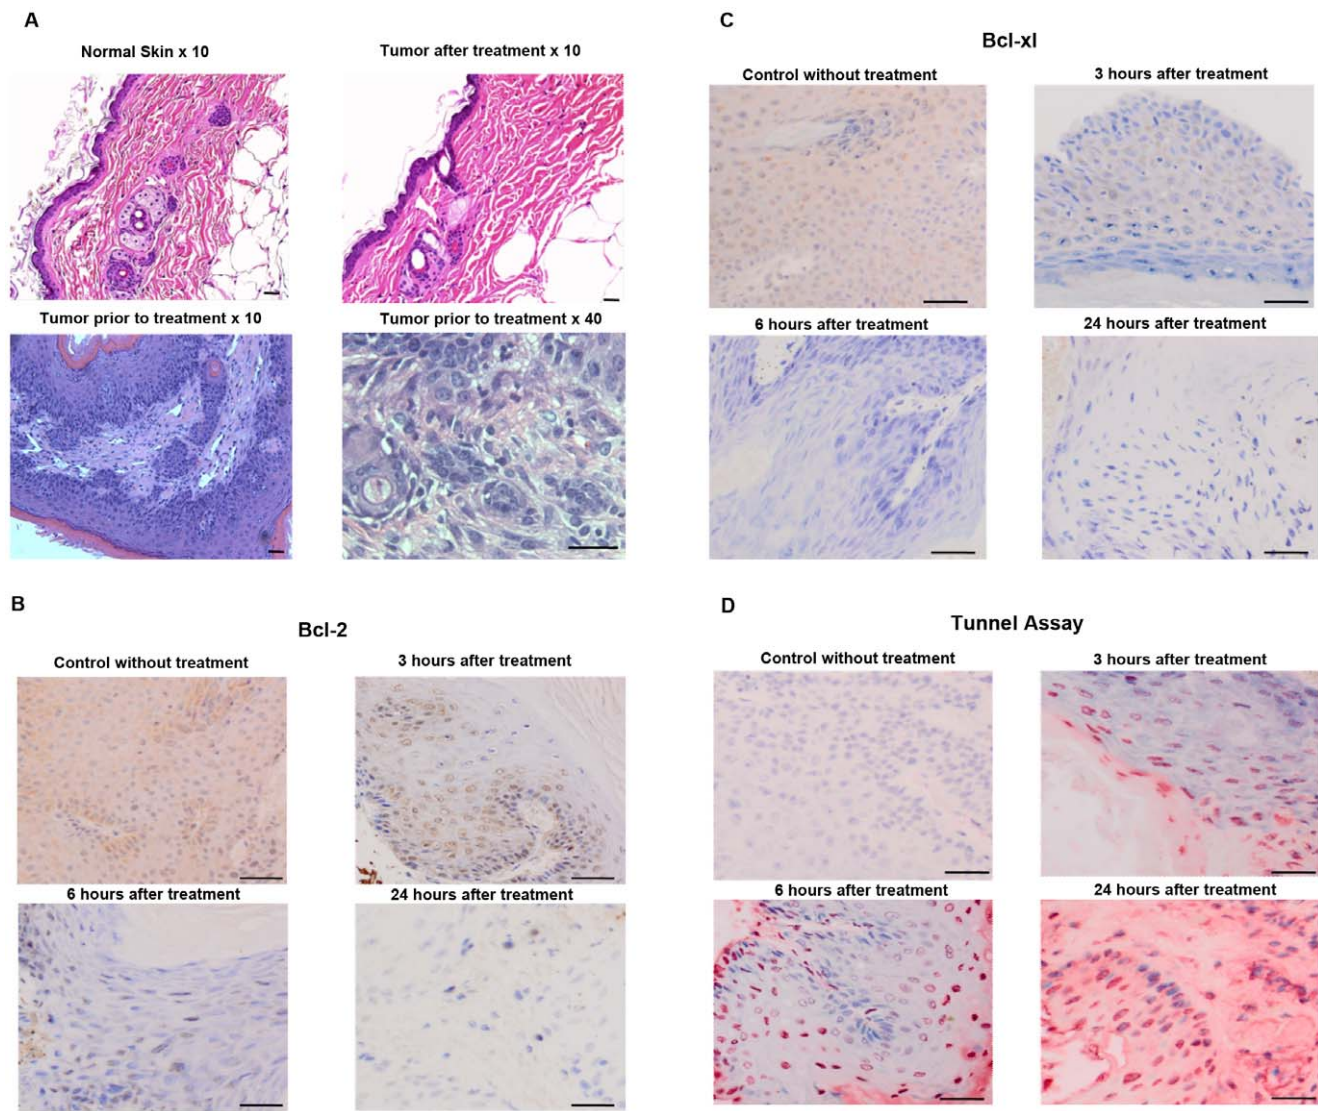 A
Normal Skin x 10
Tumor after treatment x 10
Tumor prior to treatment x 10
Tumor prior to treatment x 40
B
Bcl-2
Control without treatment
3 hours after treatment
6 hours after treatment
24 hours after treatment
C
Bcl-xl
Control without treatment
3 hours after treatment
6 hours after treatment
24 hours after treatment
D
Tunnel Assay
Control without treatment
3 hours after treatment
6 hours after treatment
24 hours after treatment